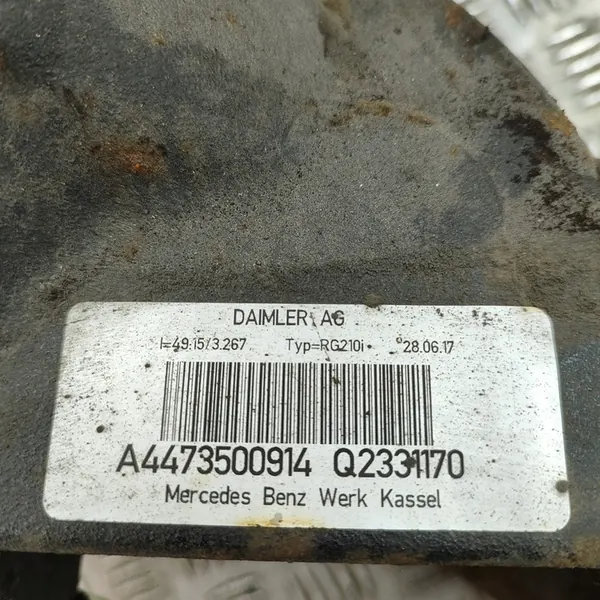 DAIMLER AG
I=49:15/3.267 Typ=RG210i 28.06.17
A4473500914 Q2331170
Mercedes Benz Werk Kassel